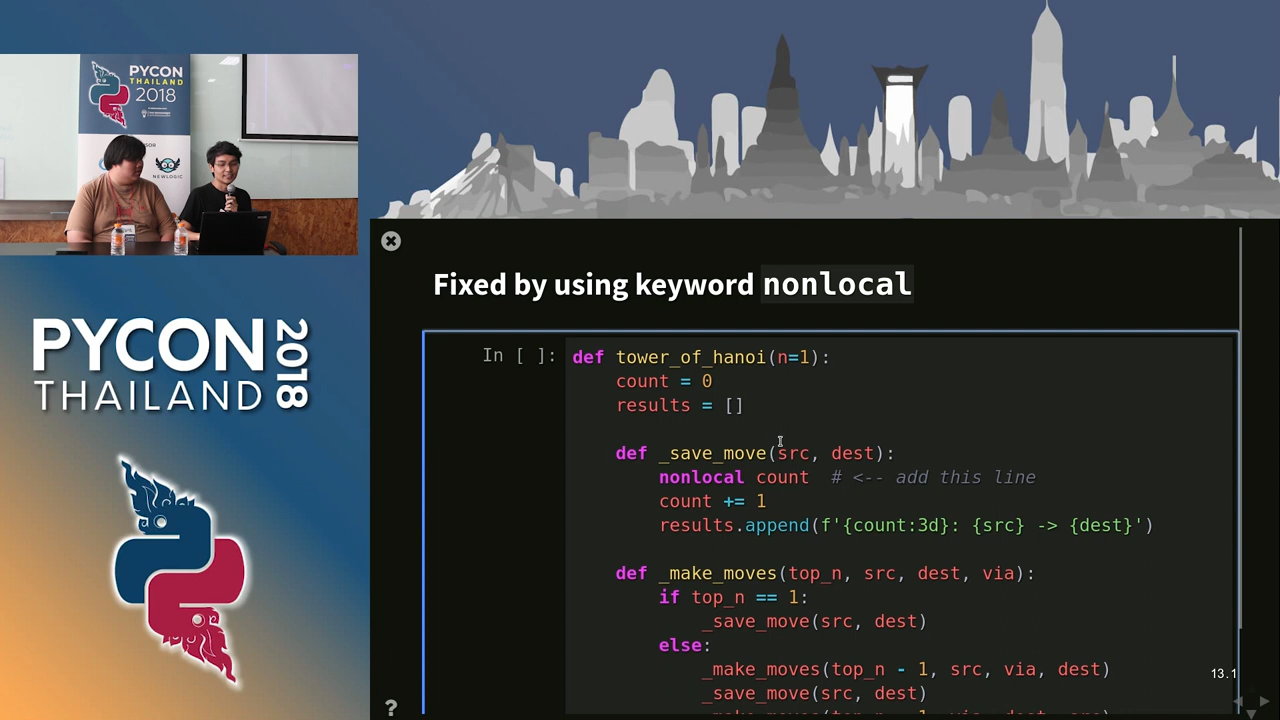 PYCON
THAILAND
2018
SOR
NEWLOGIC
PYCON
THAILAND
2018
Fixed by using keyword nonlocal
In [ ]:
def tower_of_hanoi(n=1):
    count = 0
    results = []
    def _save_move(src, dest):
        nonlocal count  # <-- add this line
        count += 1
        results.append(f'{count:3d}: {src} -> {dest}')
    def _make_moves(top_n, src, dest, via):
        if top_n == 1:
            _save_move(src, dest)
        else:
            _make_moves(top_n - 1, src, via, dest)
            _save_move(src, dest)
13.1
?